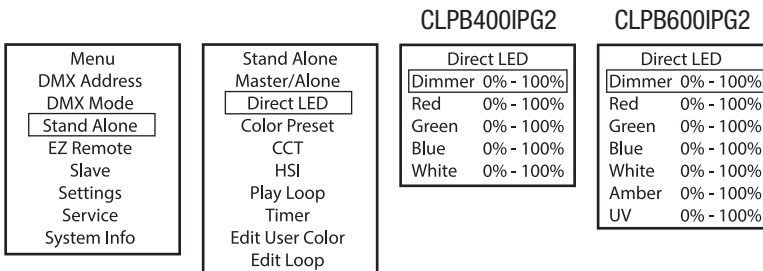 CLPB400IPG2
CLPB600IPG2
Menu
DMX Address
DMX Mode
Stand Alone
EZ Remote
Slave
Settings
Service
System Info
Stand Alone
Master/Alone
Direct LED
Color Preset
CCT
HSI
Play Loop
Timer
Edit User Color
Edit Loop
Direct LED
Dimmer 0% - 100%
Red 0% - 100%
Green 0% - 100%
Blue 0% - 100%
White 0% - 100%
Direct LED
Dimmer 0% - 100%
Red 0% - 100%
Green 0% - 100%
Blue 0% - 100%
White 0% - 100%
Amber 0% - 100%
UV 0% - 100%